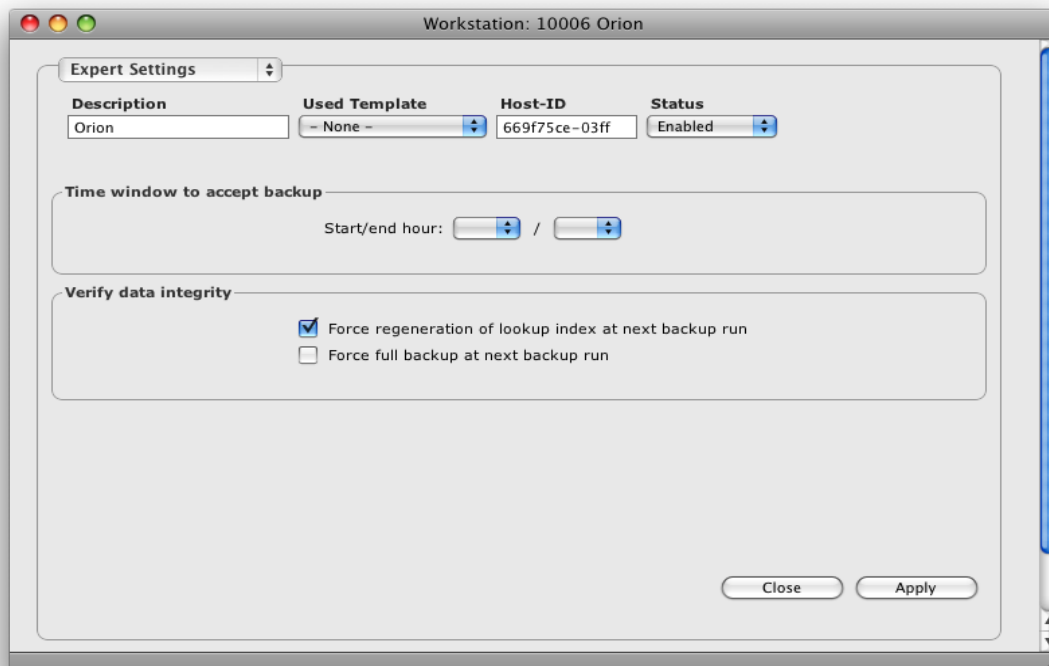 Workstation: 10006 Orion
Expert Settings
Description Used Template Host-ID Status
Orion – None – 669f75ce-03ff Enabled
Time window to accept backup
Start/end hour: /
Verify data integrity
Force regeneration of lookup index at next backup run
Force full backup at next backup run
Close Apply